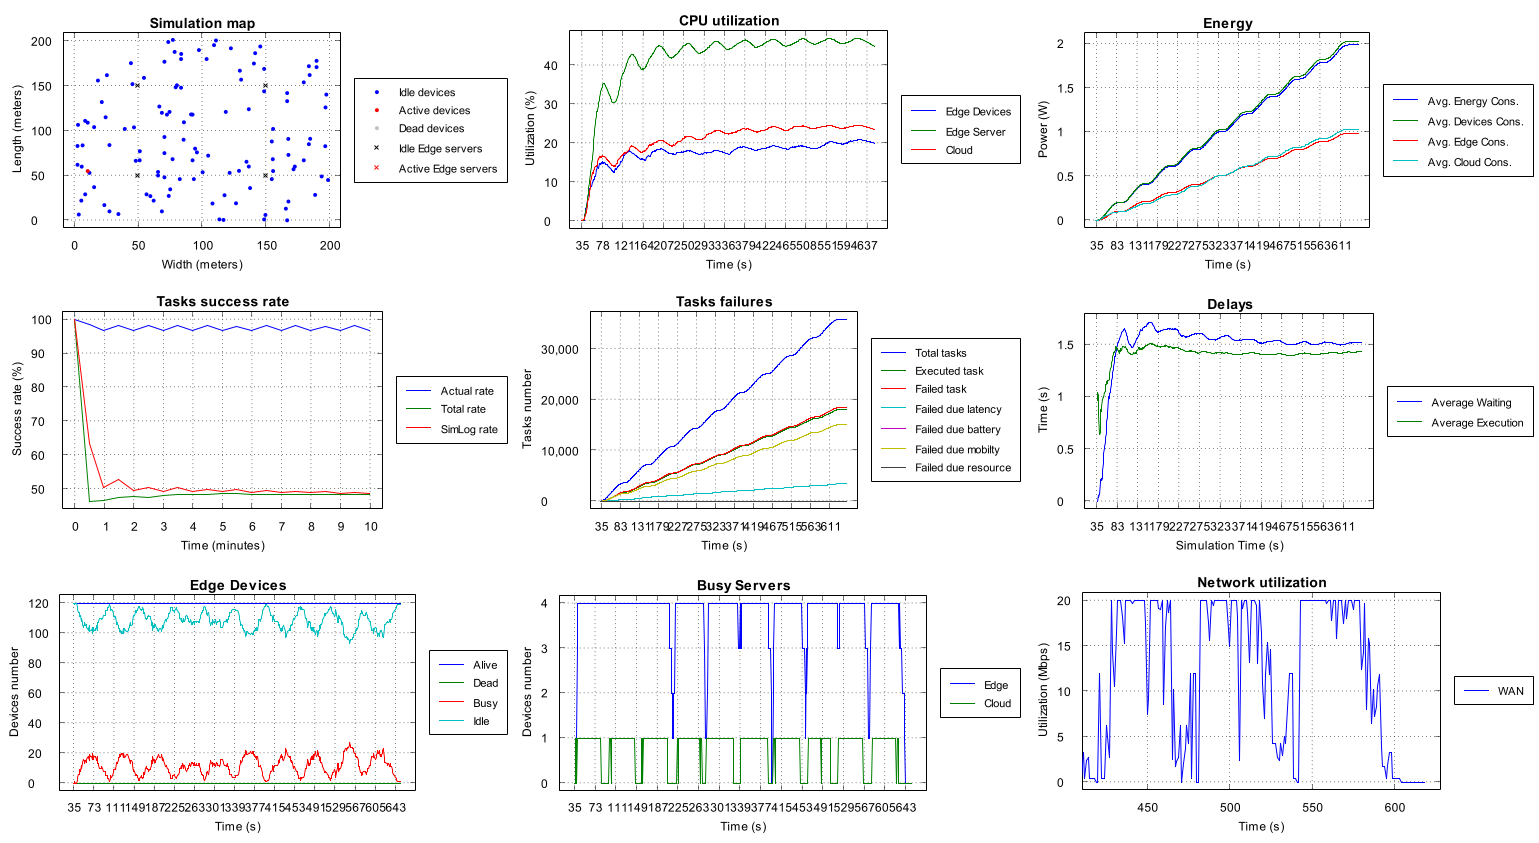 Simulation map
200
150
100
50
0
0 50 100 150 200
Length (meters)
Width (meters)
Idle devices
Active devices
Dead devices
Idle Edge servers
Active Edge servers
CPU utilization
40
30
20
10
0
Utilization (%)
Time (s)
Edge Devices
Edge Server
Cloud
Energy
2
1.5
1
0.5
0
Power (W)
Time (s)
Avg. Energy Cons.
Avg. Devices Cons.
Avg. Edge Cons.
Avg. Cloud Cons.
Tasks success rate
100
90
80
70
60
50
0 1 2 3 4 5 6 7 8 9 10
Success rate (%)
Time (minutes)
Actual rate
Total rate
SimLog rate
Tasks failures
30,000
20,000
10,000
0
Tasks number
Time (s)
Total tasks
Executed task
Failed task
Failed due latency
Failed due battery
Failed due mobilty
Failed due resource
Delays
1.5
1
0.5
0
Time (s)
Simulation Time (s)
Average Waiting
Average Execution
Edge Devices
120
100
80
60
40
20
0
Devices number
Time (s)
Alive
Dead
Busy
Idle
Busy Servers
4
3
2
1
0
Devices number
Time (s)
Edge
Cloud
Network utilization
20
15
10
5
0
450 500 550 600
Utilization (Mbps)
Time (s)
WAN